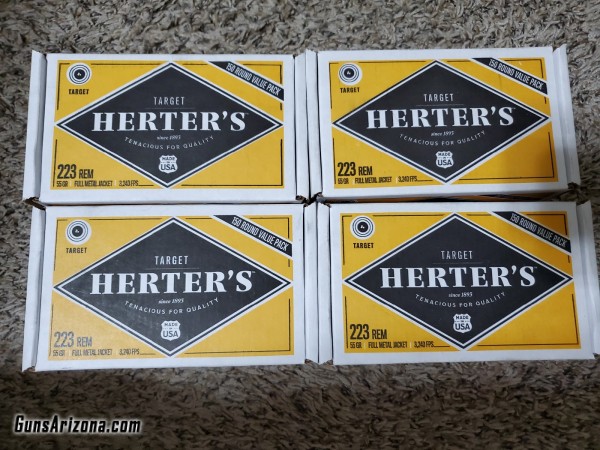 150 ROUND VALUE PACK
TARGET
TARGET
HERTER'S™
since 1893
TENACIOUS FOR QUALITY
MADE
USA
223 REM
55 GR FULL METAL JACKET 3,240 FPS
150 ROUND VALUE PACK
TARGET
TARGET
HERTER'S™
since 1893
TENACIOUS FOR QUALITY
MADE
USA
223 REM
55 GR FULL METAL JACKET 3,240 FPS
150 ROUND VALUE PACK
TARGET
TARGET
HERTER'S™
since 1893
TENACIOUS FOR QUALITY
MADE
USA
223 REM
55 GR FULL METAL JACKET 3,240 FPS
150 ROUND VALUE PACK
TARGET
TARGET
HERTER'S™
since 1893
TENACIOUS FOR QUALITY
MADE
USA
223 REM
55 GR FULL METAL JACKET 3,240 FPS
GunsArizona.com